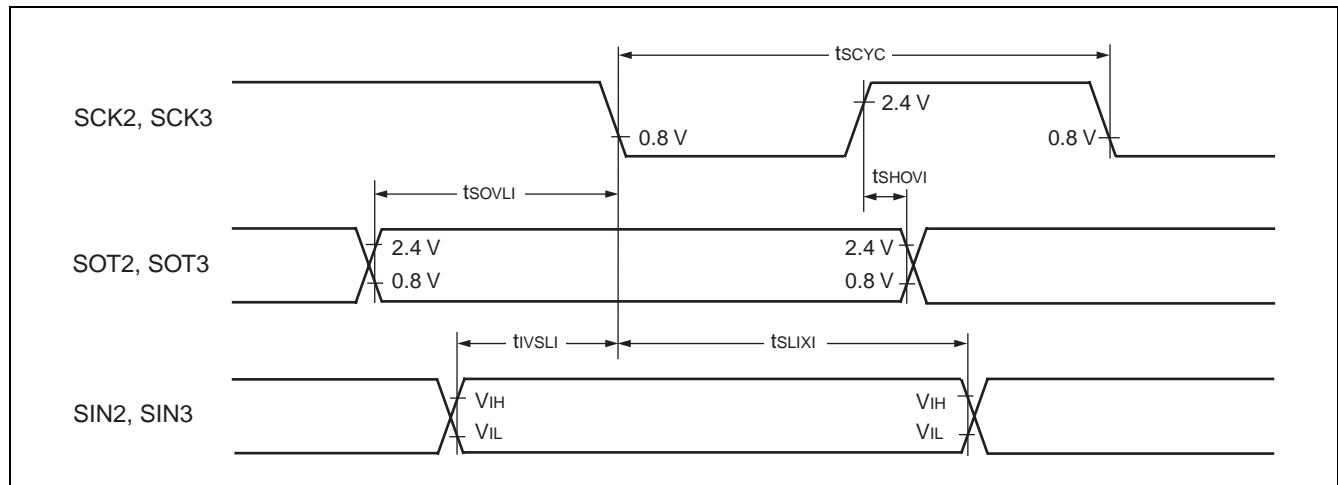 tSCYC
SCK2, SCK3
2.4 V
0.8 V
0.8 V
tSOVLI
tSHOVI
SOT2, SOT3
2.4 V
2.4 V
0.8 V
0.8 V
tIVSLI
tSLIXI
SIN2, SIN3
VIH
VIH
VIL
VIL